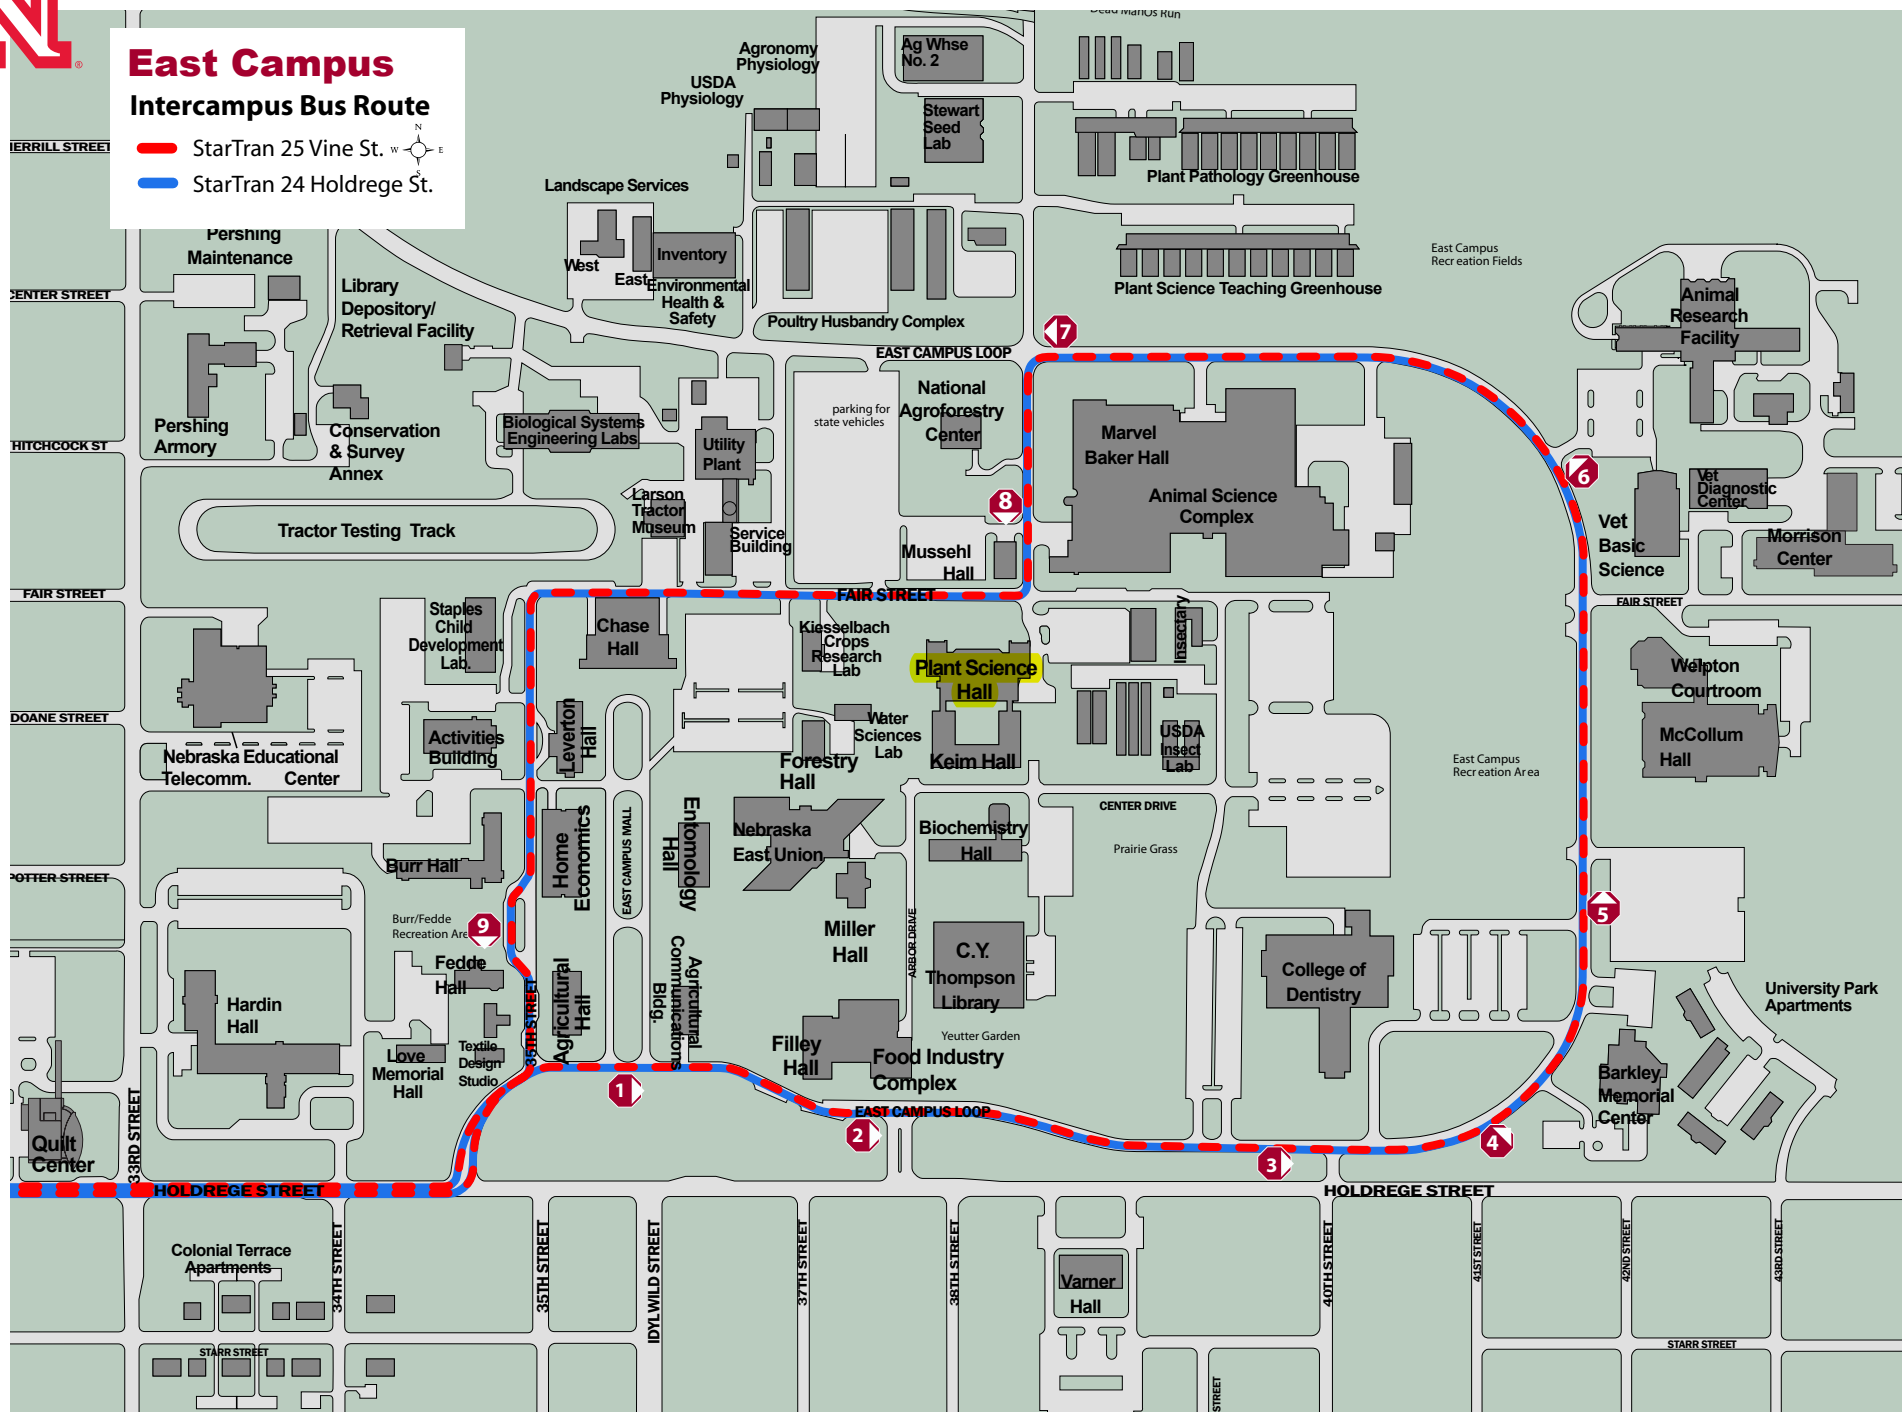 N
®
East Campus
Intercampus Bus Route
StarTran 25 Vine St.
StarTran 24 Holdrege St.
N
W
E
S
Dead ManOs Run
Agronomy
Physiology
USDA
Physiology
Ag Whse
No. 2
Stewart
Seed
Lab
Plant Pathology Greenhouse
Landscape Services
West
East
Inventory
Environmental
Health &
Safety
Poultry Husbandry Complex
Plant Science Teaching Greenhouse
East Campus
Recreation Fields
Animal
Research
Facility
Pershing
Maintenance
Library
Depository/
Retrieval Facility
CENTER STREET
EAST CAMPUS LOOP
7
National
Agroforestry
Center
parking for
state vehicles
Marvel
Baker Hall
Animal Science
Complex
Pershing
Armory
Conservation
& Survey
Annex
HITCHCOCK ST
Biological Systems
Engineering Labs
Utility
Plant
6
Vet
Diagnostic
Center
Vet
Basic
Science
Morrison
Center
Larson
Tractor
Museum
Service
Building
8
Mussehl
Hall
Tractor Testing Track
FAIR STREET
FAIR STREET
FAIR STREET
Staples
Child
Development
Lab.
Chase
Hall
Kiesselbach
Crops
Research
Lab
Plant Science
Hall
Insectary
Welpton
Courtroom
McCollum
Hall
DOANE STREET
Nebraska Educational
Telecomm. Center
Activities
Building
Leverton
Hall
Water
Sciences
Lab
Forestry
Hall
Keim Hall
USDA
Insect
Lab
East Campus
Recreation Area
CENTER DRIVE
Prairie Grass
Nebraska
East Union
Biochemistry
Hall
Entomology
Hall
EAST CAMPUS MALL
Home
Economics
Burr Hall
Burr/Fedde
Recreation Are
9
Miller
Hall
ARBOR DRIVE
C.Y.
Thompson
Library
Yeutter Garden
College of
Dentistry
5
University Park
Apartments
Fedde
Hall
Hardin
Hall
Agricultural
Hall
Agricultural
Communications
Bldg.
35TH STREET
Textile
Design
Studio
Love
Memorial
Hall
Filley
Hall
Food Industry
Complex
Barkley
Memorial
Center
1
2
EAST CAMPUS LOOP
3
4
Quilt
Center
33RD STREET
HOLDREGE STREET
HOLDREGE STREET
Colonial Terrace
Apartments
34TH STREET
35TH STREET
IDYLWILD STREET
37TH STREET
38TH STREET
Varner
Hall
40TH STREET
41ST STREET
42ND STREET
43RD STREET
STARR STREET
STARR STREET
STREET